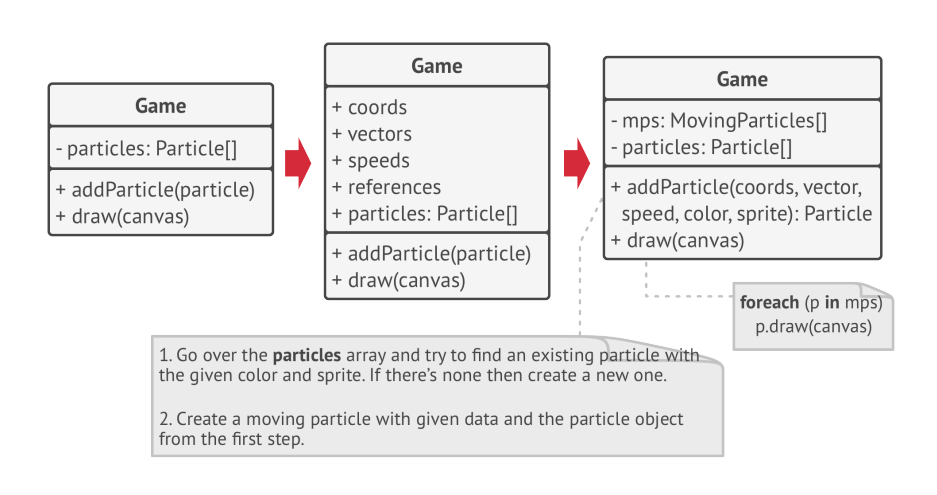 Game
- particles: Particle[]
+ addParticle(particle)
+ draw(canvas)
Game
+ coords
+ vectors
+ speeds
+ references
+ particles: Particle[]
+ addParticle(particle)
+ draw(canvas)
Game
- mps: MovingParticles[]
- particles: Particle[]
+ addParticle(coords, vector,
speed, color, sprite): Particle
+ draw(canvas)
foreach (p in mps)
p.draw(canvas)
1. Go over the particles array and try to find an existing particle with
the given color and sprite. If there's none then create a new one.
2. Create a moving particle with given data and the particle object
from the first step.